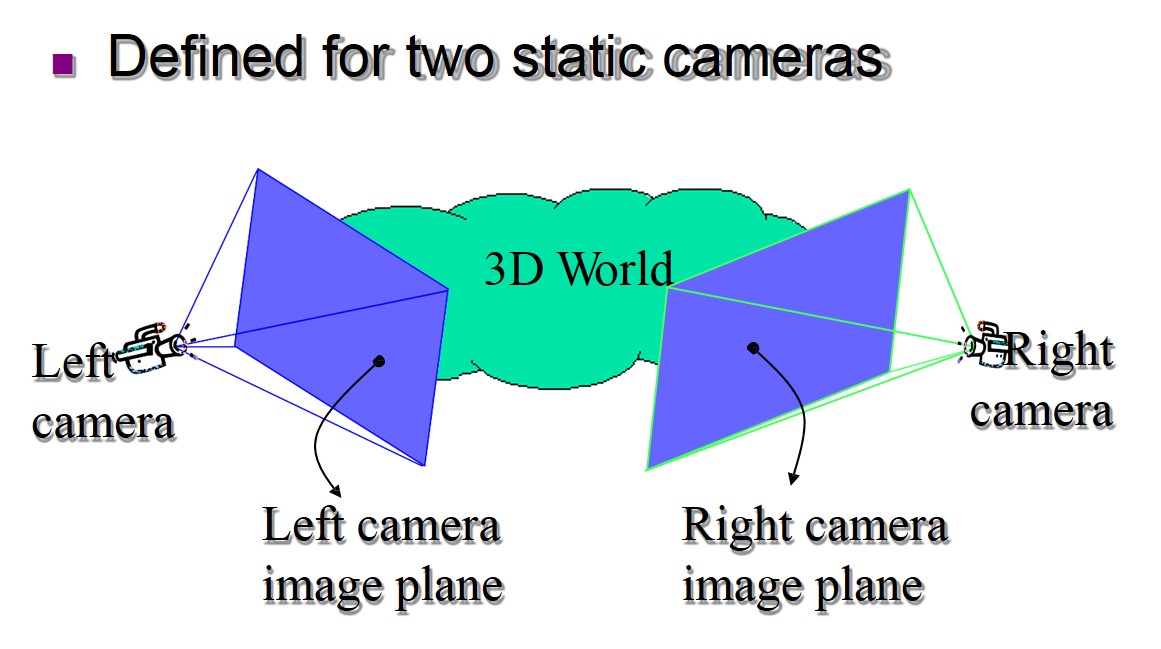 Defined for two static cameras
3D World
Left
camera
Right
camera
Left camera
image plane
Right camera
image plane